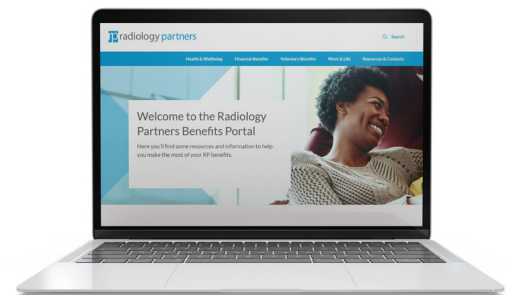 rp radiology partners
Search
Health & Wellbeing Financial Benefits Voluntary Benefits Work & Life Resources & Contacts
Welcome to the Radiology
Partners Benefits Portal
Here you'll find some resources and information to help
you make the most of your RP benefits.